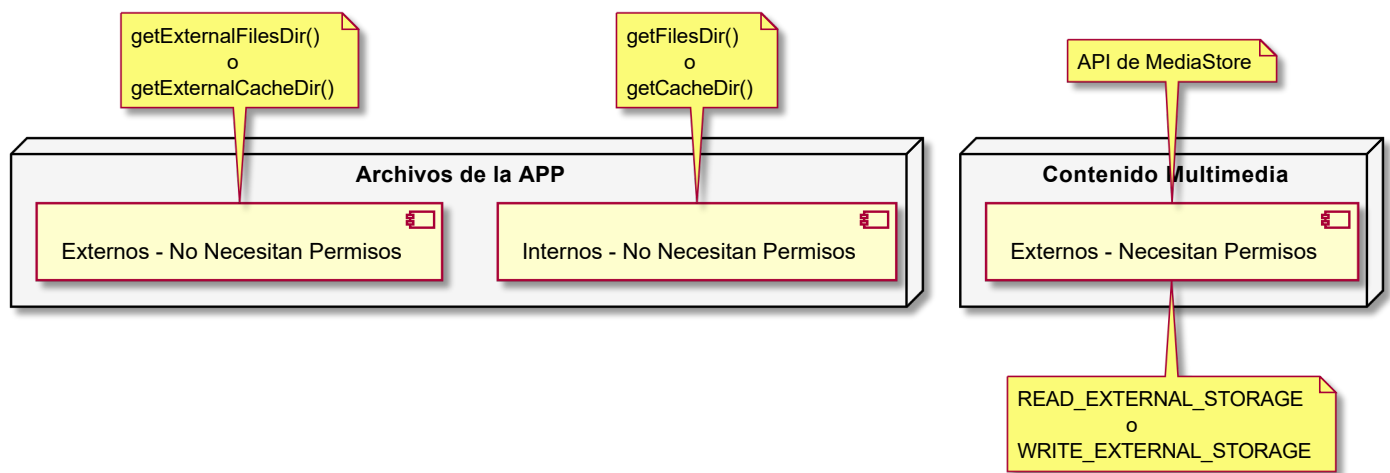 getExternalFilesDir()
o
getExternalCacheDir()
getFilesDir()
o
getCacheDir()
API de MediaStore
Archivos de la APP
Contenido Multimedia
Externos - No Necesitan Permisos
Internos - No Necesitan Permisos
Externos - Necesitan Permisos
READ_EXTERNAL_STORAGE
o
WRITE_EXTERNAL_STORAGE